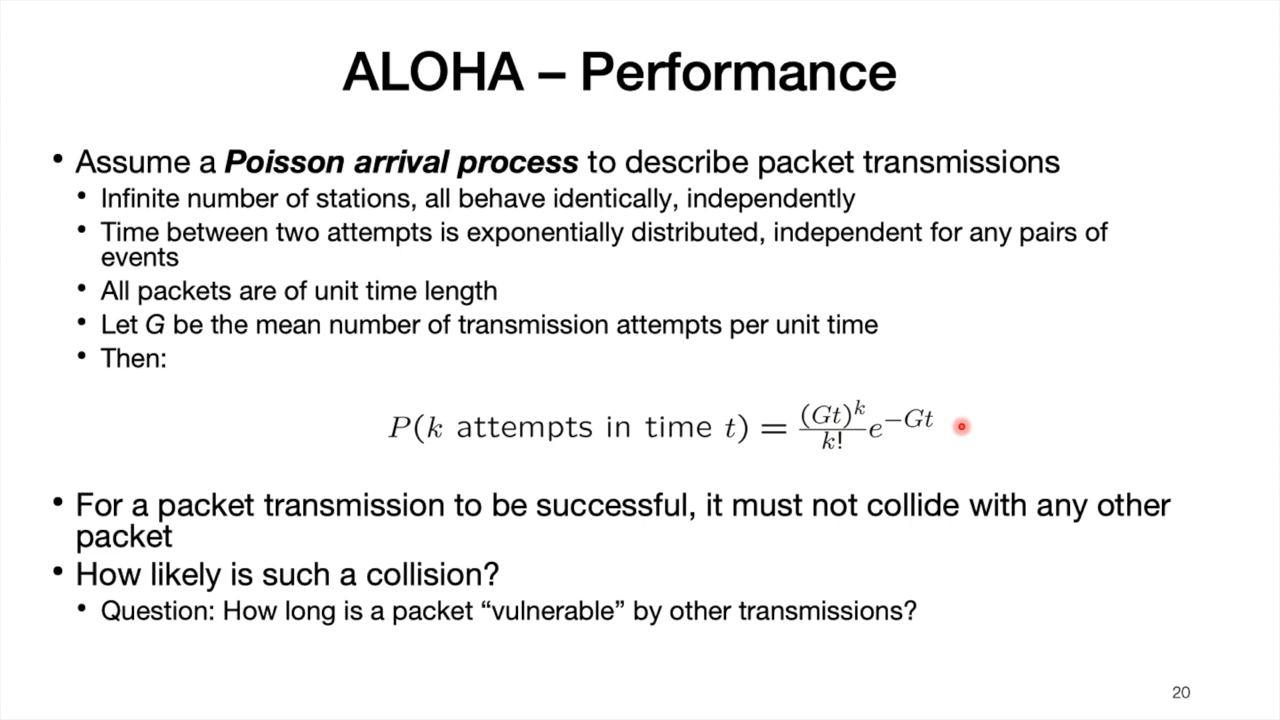 ALOHA – Performance
• Assume a Poisson arrival process to describe packet transmissions
• Infinite number of stations, all behave identically, independently
• Time between two attempts is exponentially distributed, independent for any pairs of
events
• All packets are of unit time length
• Let G be the mean number of transmission attempts per unit time
• Then:
P(k attempts in time t) = \frac{(Gt)^k}{k!} e^{-Gt}
• For a packet transmission to be successful, it must not collide with any other
packet
• How likely is such a collision?
• Question: How long is a packet “vulnerable” by other transmissions?
20